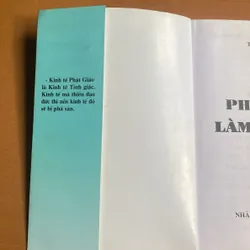 - Kinh tế Phật Giáo
là Kinh tế Tỉnh giác.
Kinh tế mà thiếu đạo
đức thì nền kinh tế đó
sẽ bị phá sản.
T
PH
LÀM
NHÀ